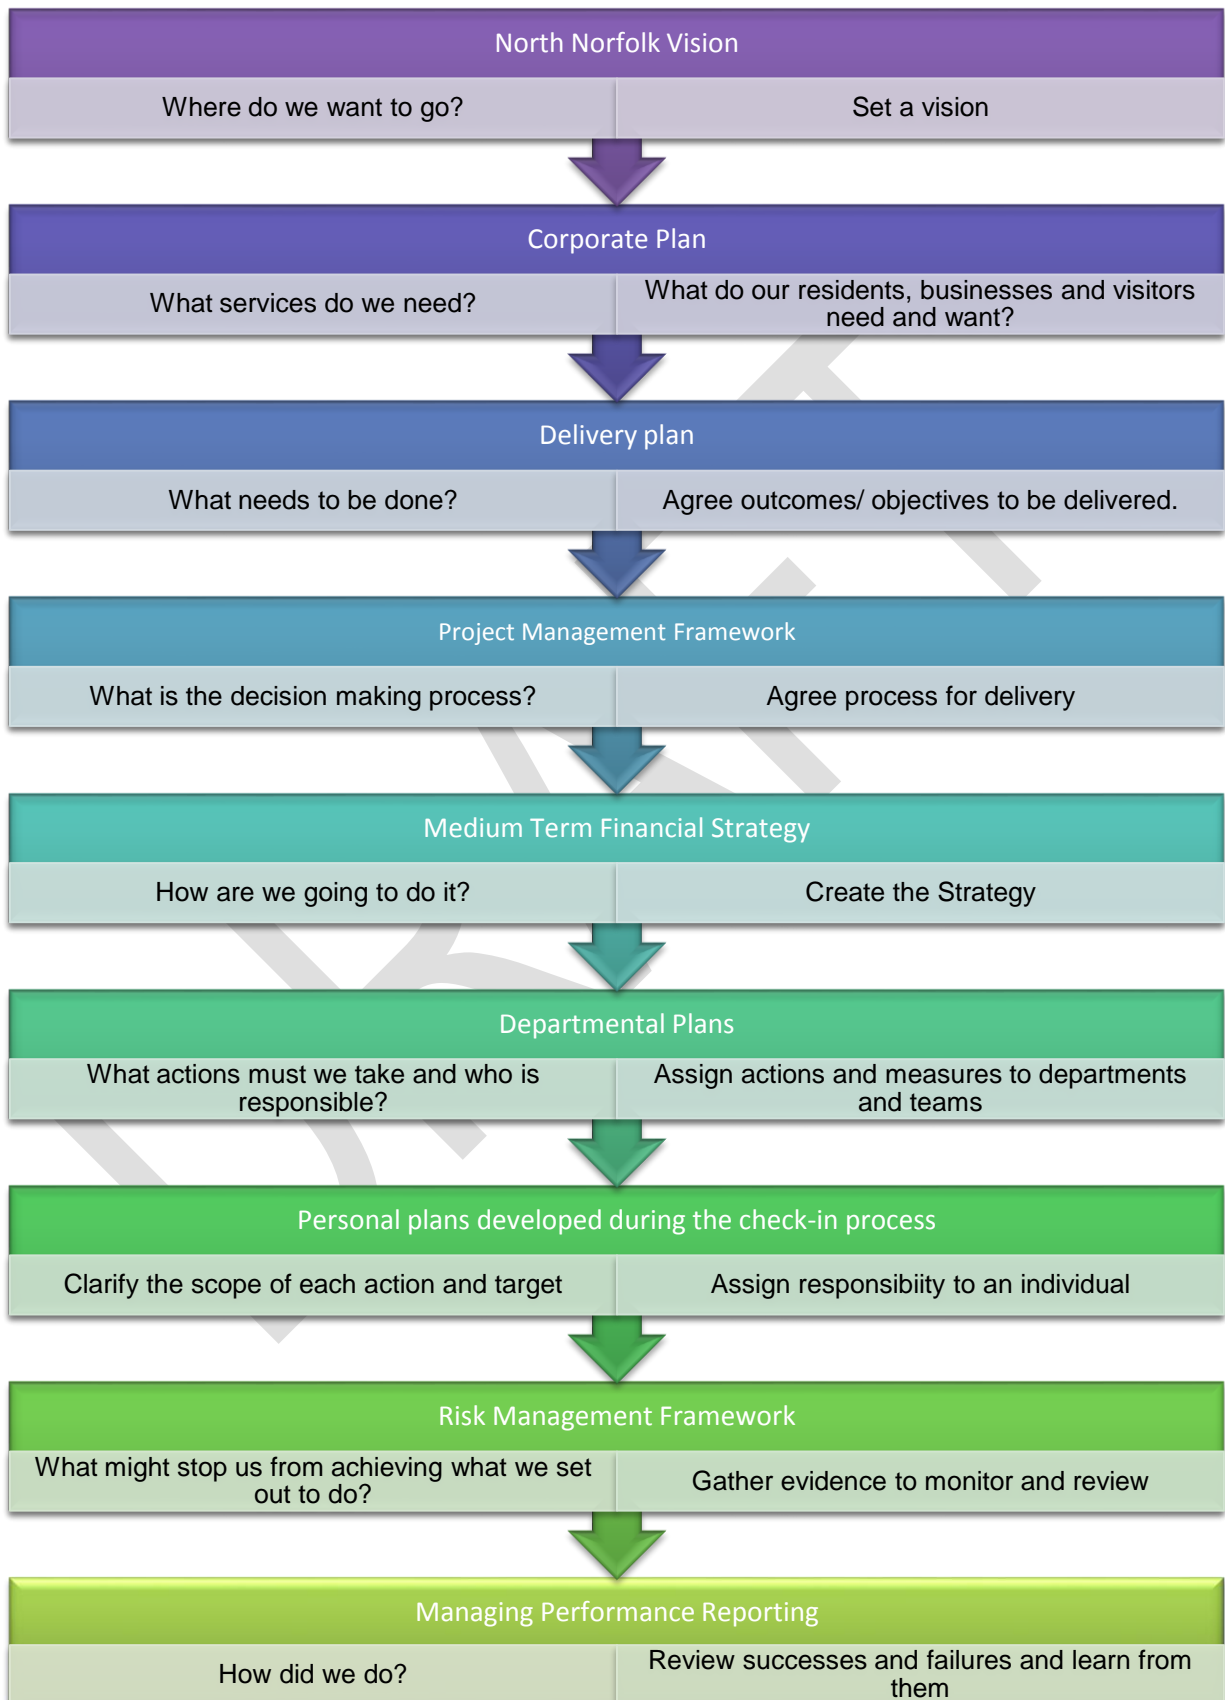 North Norfolk Vision
Where do we want to go?
Set a vision
Corporate Plan
What services do we need?
What do our residents, businesses and visitors
need and want?
Delivery plan
What needs to be done?
Agree outcomes/ objectives to be delivered.
Project Management Framework
What is the decision making process?
Agree process for delivery
Medium Term Financial Strategy
How are we going to do it?
Create the Strategy
Departmental Plans
What actions must we take and who is
responsible?
Assign actions and measures to departments
and teams
Personal plans developed during the check-in process
Clarify the scope of each action and target
Assign responsibiity to an individual
Risk Management Framework
What might stop us from achieving what we set
out to do?
Gather evidence to monitor and review
Managing Performance Reporting
How did we do?
Review successes and failures and learn from
them
DRAFT